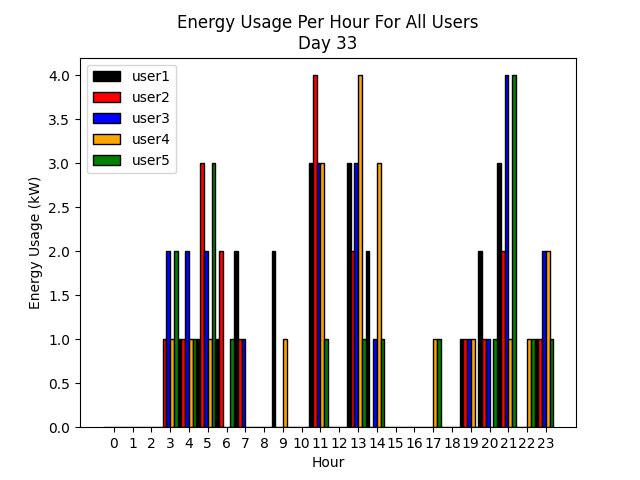 Energy Usage Per Hour For All Users
Day 33
user1
user2
user3
user4
user5
4.0
3.5
3.0
2.5
2.0
1.5
1.0
0.5
0.0
Energy Usage (kW)
0 1 2 3 4 5 6 7 8 9 10 11 12 13 14 15 16 17 18 19 20 21 22 23
Hour